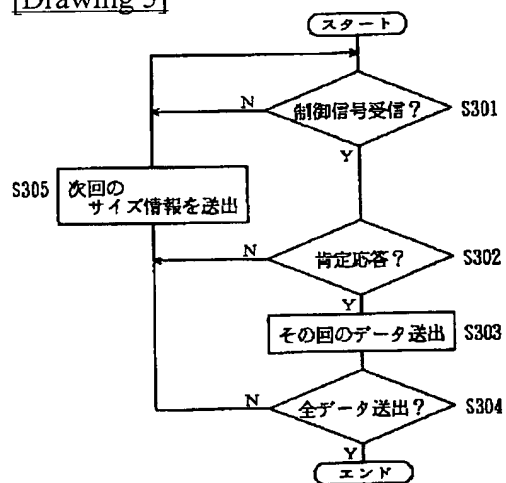 [Drawing 5]
スタート
N
制御信号受信?
S301
Y
S305
次回の
サイズ情報を送出
N
肯定応答?
S302
Y
その回のデータ送出
S303
N
全データ送出?
S304
Y
エンド